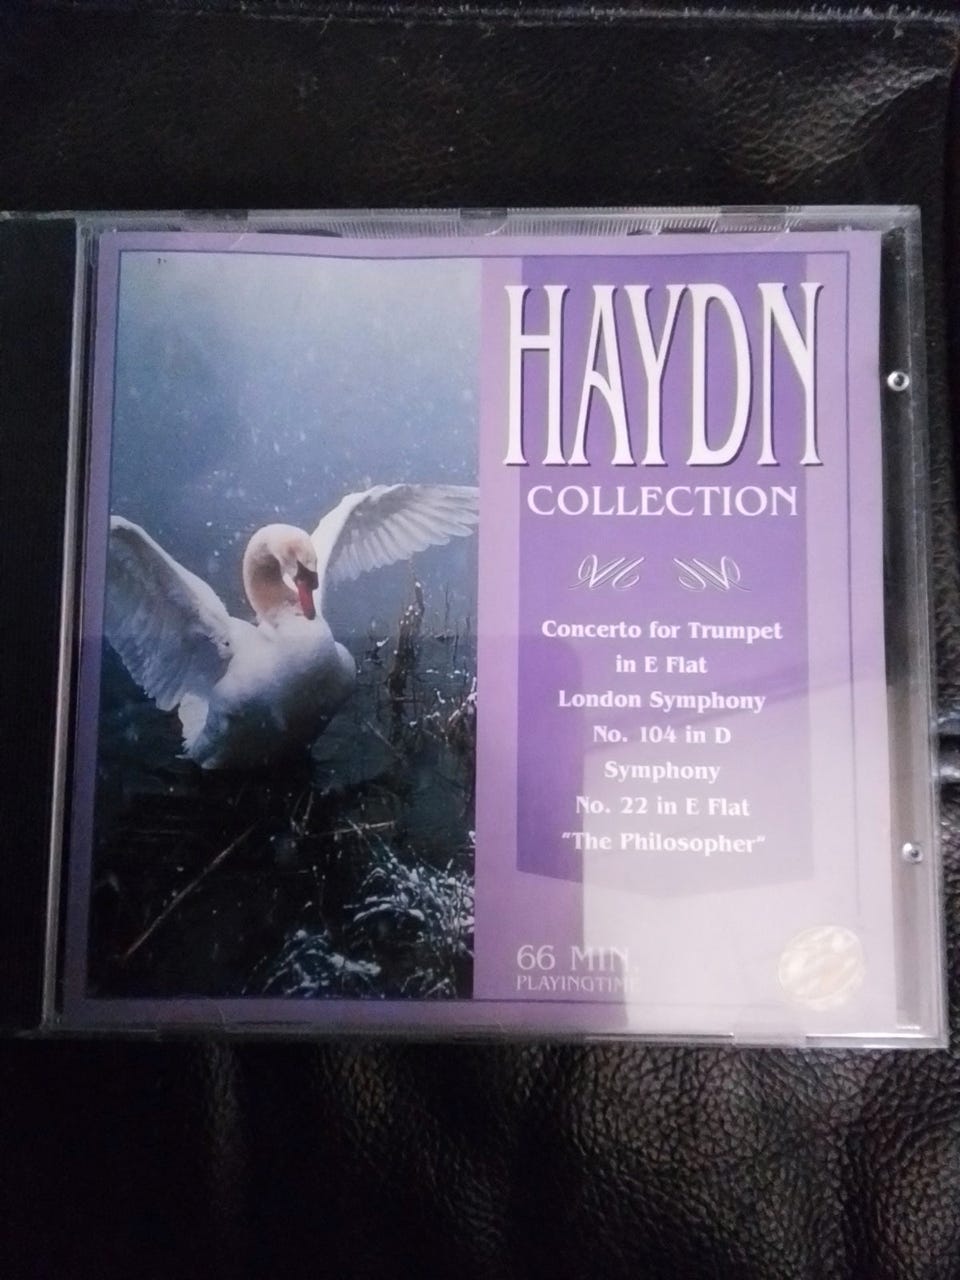 HAYDN
COLLECTION
Concerto for Trumpet
in E Flat
London Symphony
No. 104 in D
Symphony
No. 22 in E Flat
"The Philosopher"
66 MIN.
PLAYINGTIME